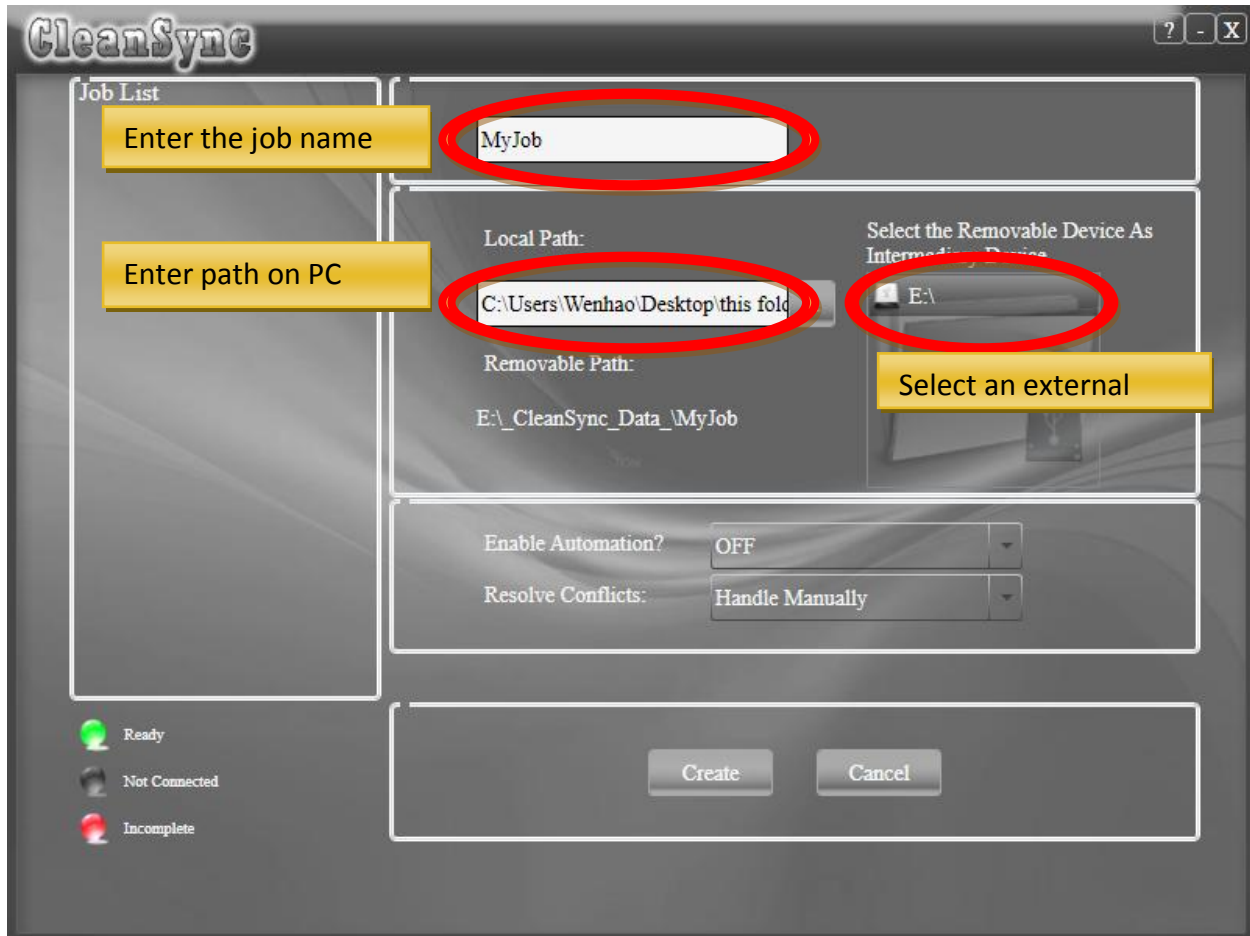 CleanSync
? - X
Job List
Enter the job name
MyJob
Enter path on PC
Local Path:
C:\Users\Wenhao\Desktop\this fold
Select the Removable Device As
Intermediary Device
E:\
Select an external
Removable Path:
E:\_CleanSync_Data_\MyJob
Enable Automation?
OFF
Resolve Conflicts:
Handle Manually
Ready
Not Connected
Incomplete
Create
Cancel